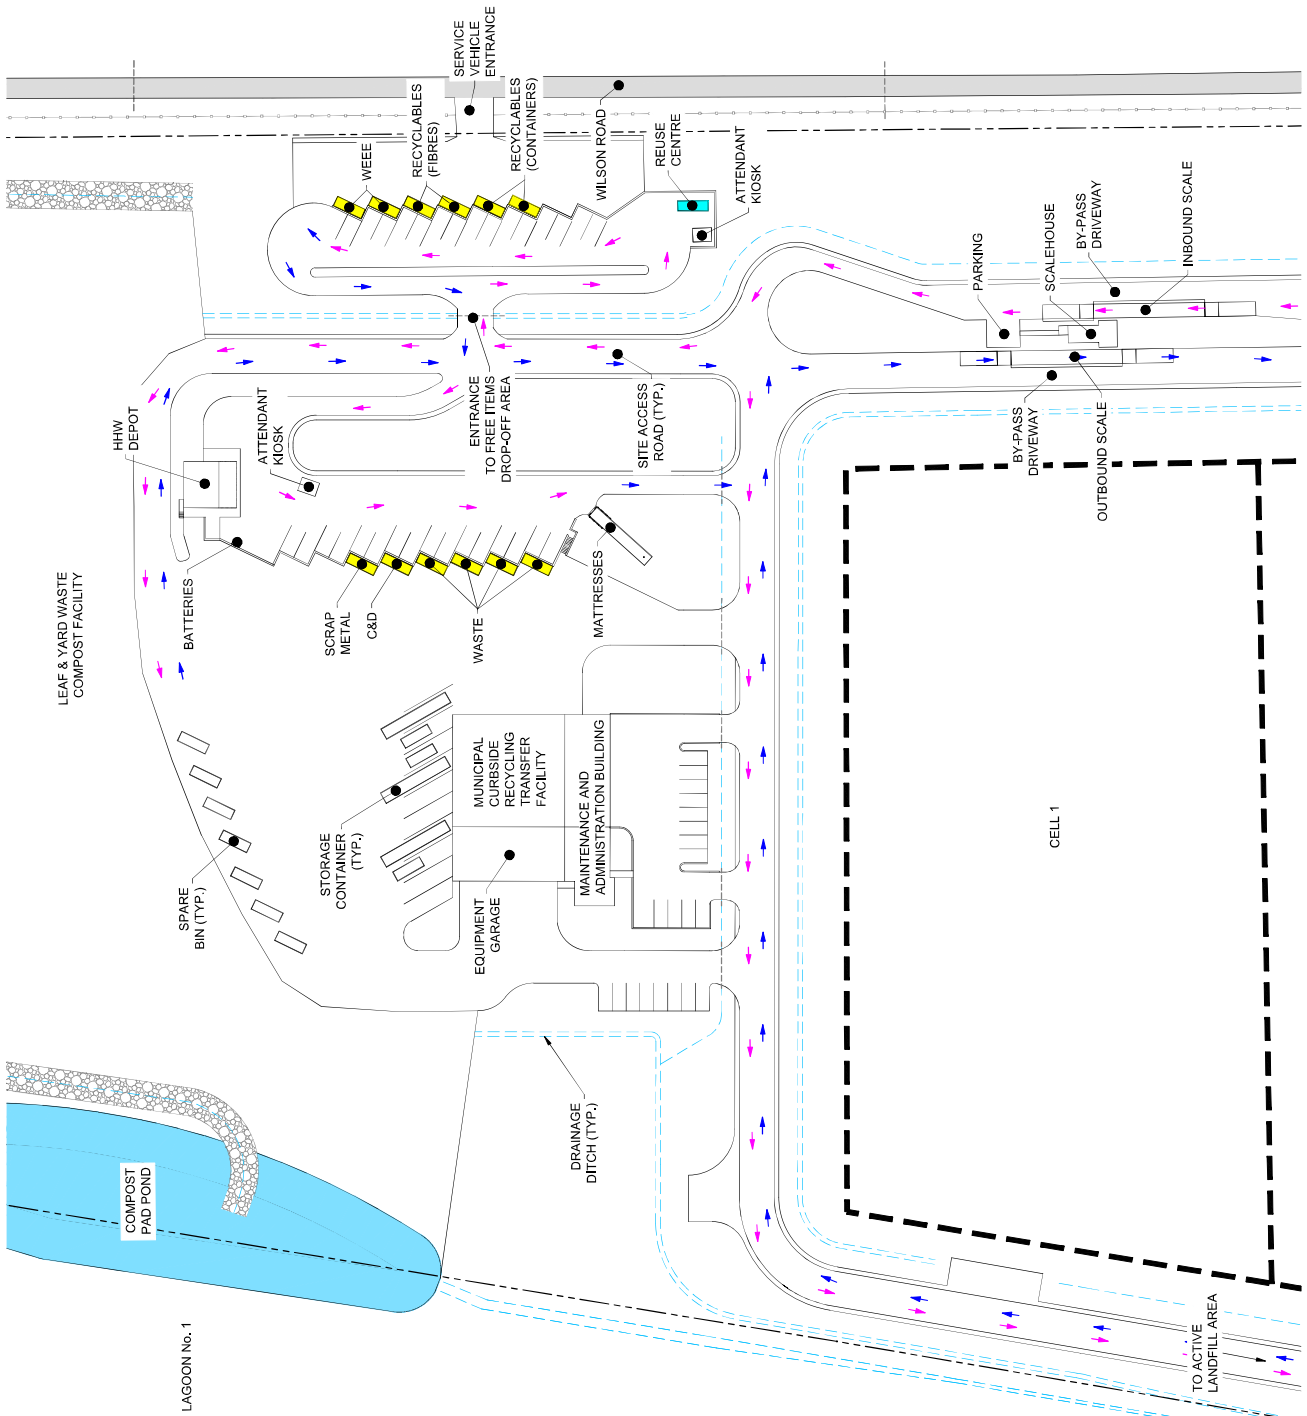 SERVICE
VEHICLE
ENTRANCE
WEEE
RECYCLABLES
(FIBRES)
RECYCLABLES
(CONTAINERS)
WILSON ROAD
REUSE
CENTRE
ATTENDANT
KIOSK
PARKING
SCALEHOUSE
BY-PASS
DRIVEWAY
INBOUND SCALE
HHW
DEPOT
ATTENDANT
KIOSK
ENTRANCE
TO FREE ITEMS
DROP-OFF AREA
SITE ACCESS
ROAD (TYP.)
BY-PASS
DRIVEWAY
OUTBOUND SCALE
LEAF & YARD WASTE
COMPOST FACILITY
BATTERIES
SCRAP
METAL
C&D
WASTE
MATTRESSES
MUNICIPAL
CURBSIDE
RECYCLING
TRANSFER
FACILITY
MAINTENANCE AND
ADMINISTRATION BUILDING
CELL 1
SPARE
BIN (TYP.)
STORAGE
CONTAINER
(TYP.)
EQUIPMENT
GARAGE
DRAINAGE
DITCH (TYP.)
COMPOST
PAD POND
LAGOON No. 1
TO ACTIVE
LANDFILL AREA